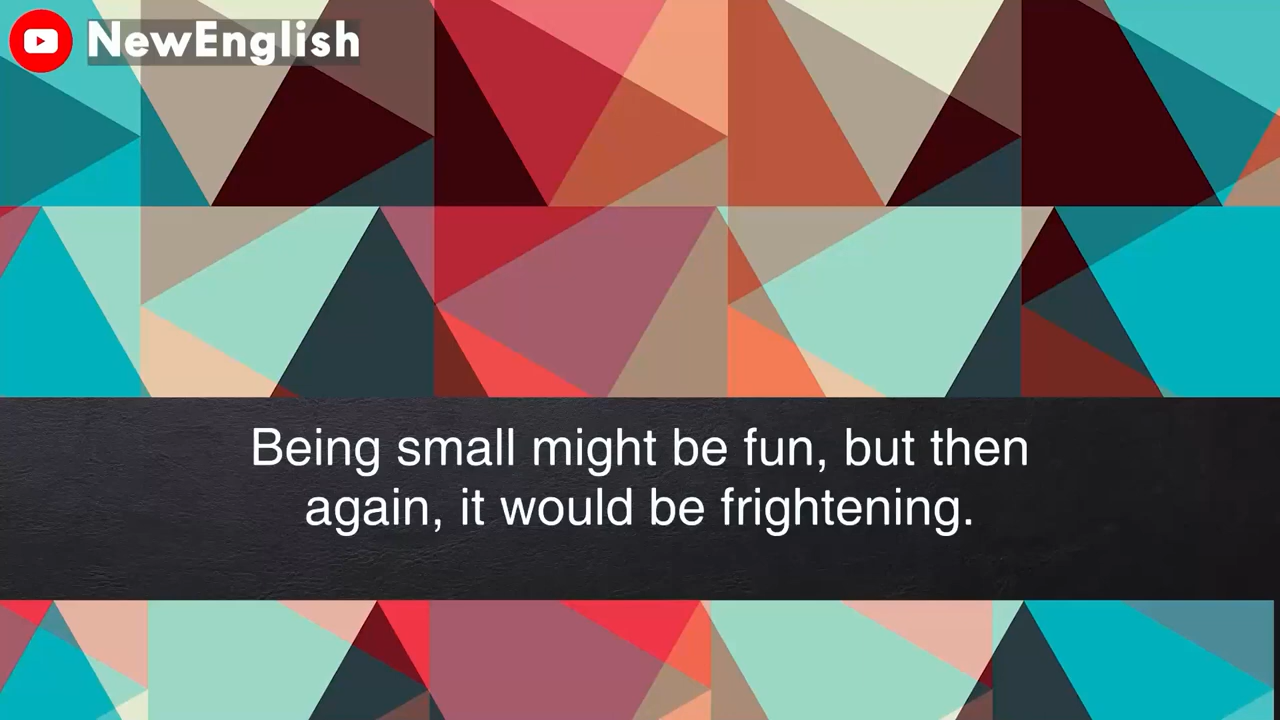 NewEnglish
Being small might be fun, but then
again, it would be frightening.